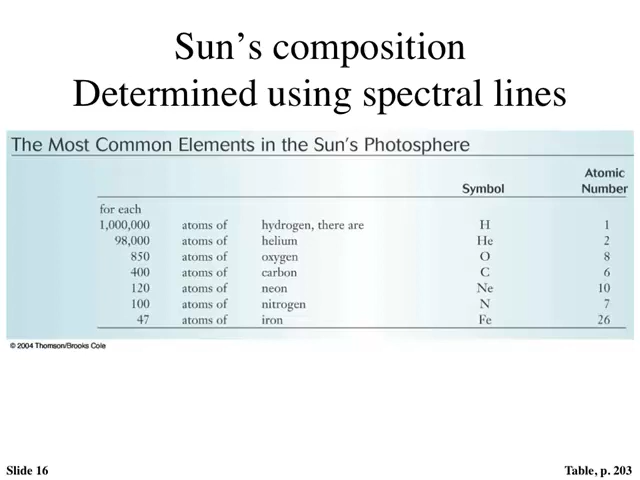 Sun’s composition
Determined using spectral lines
The Most Common Elements in the Sun’s Photosphere
Atomic
Symbol Number
for each
1,000,000 atoms of hydrogen, there are H 1
98,000 atoms of helium He 2
850 atoms of oxygen O 8
400 atoms of carbon C 6
120 atoms of neon Ne 10
100 atoms of nitrogen N 7
47 atoms of iron Fe 26
© 2004 Thomson/Brooks Cole
Slide 16 Table, p. 203